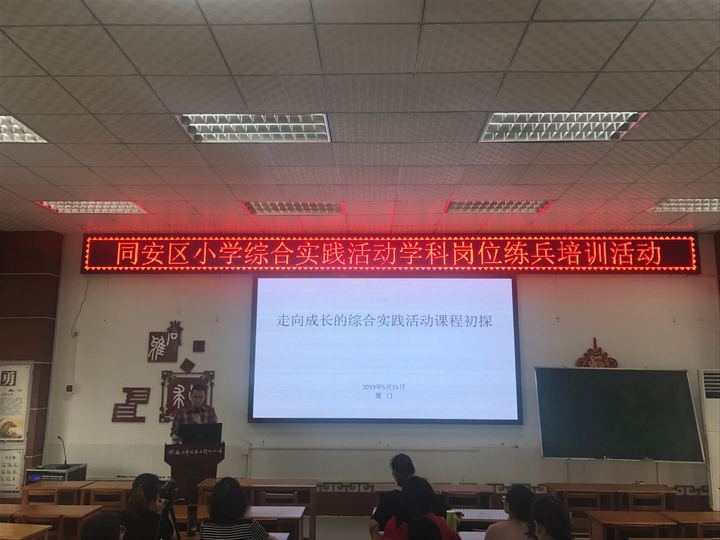 同安区小学综合实践活动学科岗位练兵培训活动
走向成长的综合实践活动课程初探
2019年5月15日
厦 门
雅
勇